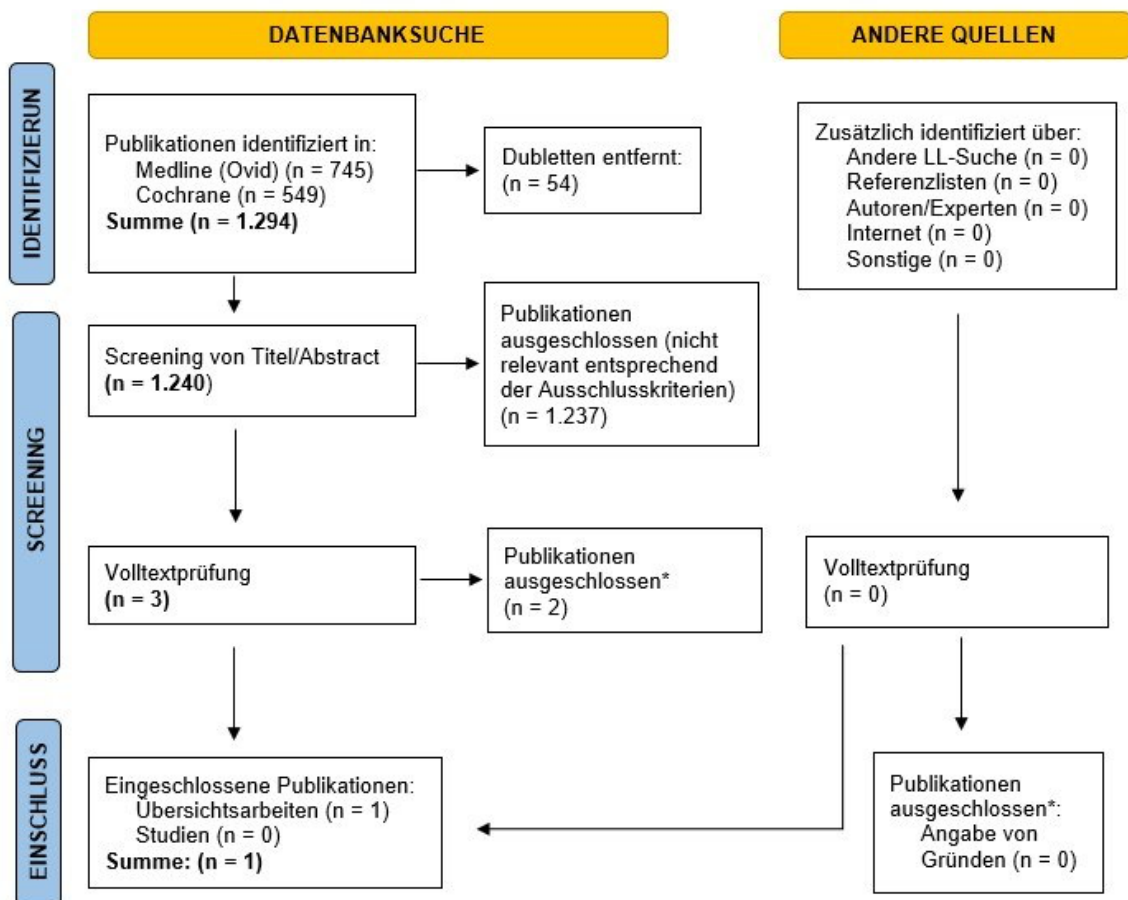 DATENBANKSUCHE
ANDERE QUELLEN
IDENTIFIZIERUN
Publikationen identifiziert in:
Medline (Ovid) (n = 745)
Cochrane (n = 549)
Summe (n = 1.294)
Dubletten entfernt:
(n = 54)
Zusätzlich identifiziert über:
Andere LL-Suche (n = 0)
Referenzlisten (n = 0)
Autoren/Experten (n = 0)
Internet (n = 0)
Sonstige (n = 0)
SCREENING
Screening von Titel/Abstract
(n = 1.240)
Publikationen
ausgeschlossen (nicht
relevant entsprechend
der Ausschlusskriterien)
(n = 1.237)
Volltextprüfung
(n = 3)
Publikationen
ausgeschlossen*
(n = 2)
Volltextprüfung
(n = 0)
EINSCHLUSS
Eingeschlossene Publikationen:
Übersichtsarbeiten (n = 1)
Studien (n = 0)
Summe: (n = 1)
Publikationen
ausgeschlossen*:
Angabe von
Gründen (n = 0)